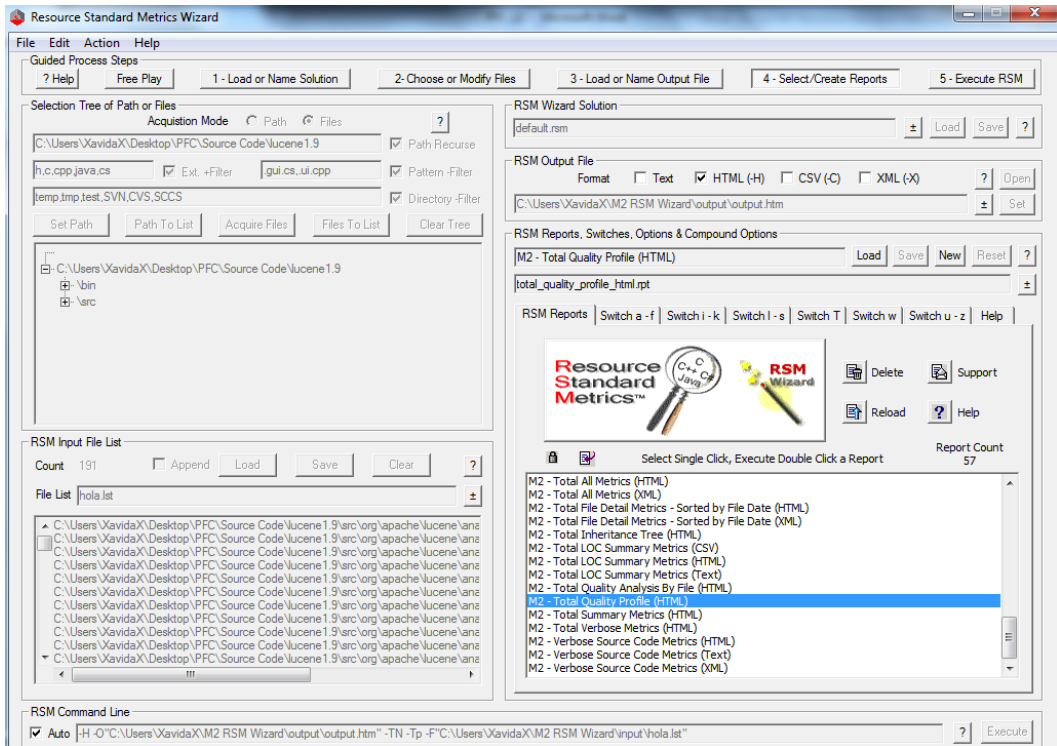 Resource Standard Metrics Wizard
File Edit Action Help
Guided Process Steps
? Help Free Play 1 - Load or Name Solution 2- Choose or Modify Files 3 - Load or Name Output File 4 - Select/Create Reports 5 - Execute RSM
Selection Tree of Path or Files
Acquistion Mode Path Files ?
C:\Users\XavidaX\Desktop\PFC\Source Code\lucene1.9 Path Recurse
h,c,cpp,java,cs Ext. +Filter .gui.cs,.ui.cpp Pattern -Filter
temp,tmp,test,SVN,CVS,SCCS Directory -Filter
Set Path Path To List Acquire Files Files To List Clear Tree
C:\Users\XavidaX\Desktop\PFC\Source Code\lucene1.9
\bin
\src
RSM Input File List
Count 191 Append Load Save Clear ?
File List hola.lst ±
C:\Users\XavidaX\Desktop\PFC\Source Code\lucene1.9\src\org\apache\lucene\ana
C:\Users\XavidaX\Desktop\PFC\Source Code\lucene1.9\src\org\apache\lucene\ana
C:\Users\XavidaX\Desktop\PFC\Source Code\lucene1.9\src\org\apache\lucene\ana
C:\Users\XavidaX\Desktop\PFC\Source Code\lucene1.9\src\org\apache\lucene\ana
C:\Users\XavidaX\Desktop\PFC\Source Code\lucene1.9\src\org\apache\lucene\ana
C:\Users\XavidaX\Desktop\PFC\Source Code\lucene1.9\src\org\apache\lucene\ana
C:\Users\XavidaX\Desktop\PFC\Source Code\lucene1.9\src\org\apache\lucene\ana
C:\Users\XavidaX\Desktop\PFC\Source Code\lucene1.9\src\org\apache\lucene\ana
C:\Users\XavidaX\Desktop\PFC\Source Code\lucene1.9\src\org\apache\lucene\ana
C:\Users\XavidaX\Desktop\PFC\Source Code\lucene1.9\src\org\apache\lucene\ana
C:\Users\XavidaX\Desktop\PFC\Source Code\lucene1.9\src\org\apache\lucene\ana
RSM Wizard Solution
default.rsm ± Load Save ?
RSM Output File
Format Text HTML (-H) CSV (-C) XML (-X) ? Open
C:\Users\XavidaX\M2 RSM Wizard\output\output.htm ± Set
RSM Reports, Switches, Options & Compound Options
M2 - Total Quality Profile (HTML) Load Save New Reset ?
total_quality_profile_html.rpt ±
RSM Reports Switch a - f Switch i - k Switch l - s Switch T Switch w Switch u - z Help
Resource Standard Metrics™
C C++ C# Java
RSM Wizard
Delete Support
Reload ? Help
Select Single Click, Execute Double Click a Report
Report Count
57
M2 - Total All Metrics (HTML)
M2 - Total All Metrics (XML)
M2 - Total File Detail Metrics - Sorted by File Date (HTML)
M2 - Total File Detail Metrics - Sorted by File Date (XML)
M2 - Total Inheritance Tree (HTML)
M2 - Total LOC Summary Metrics (CSV)
M2 - Total LOC Summary Metrics (HTML)
M2 - Total LOC Summary Metrics (Text)
M2 - Total Quality Analysis By File (HTML)
M2 - Total Quality Profile (HTML)
M2 - Total Summary Metrics (HTML)
M2 - Total Verbose Metrics (HTML)
M2 - Verbose Source Code Metrics (HTML)
M2 - Verbose Source Code Metrics (Text)
M2 - Verbose Source Code Metrics (XML)
RSM Command Line
Auto -H -O"C:\Users\XavidaX\M2 RSM Wizard\output\output.htm" -TN -Tp -F"C:\Users\XavidaX\M2 RSM Wizard\input\hola.lst" ? Execute